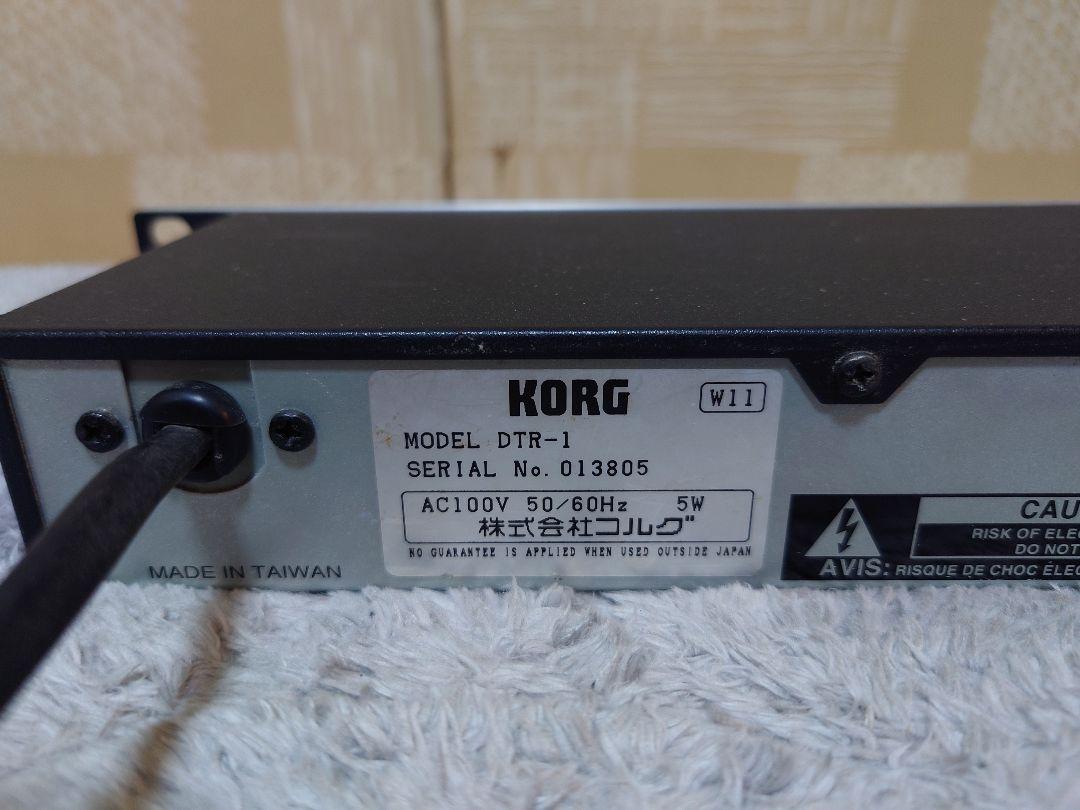 KORG
W11
MODEL DTR-1
SERIAL No. 013805
AC100V 50/60Hz 5W
株式会社コルグ
NO GUARANTEE IS APPLIED WHEN USED OUTSIDE JAPAN
MADE IN TAIWAN
CAU
RISK OF ELEC
DO NOT
AVIS: RISQUE DE CHOC ÉLEC